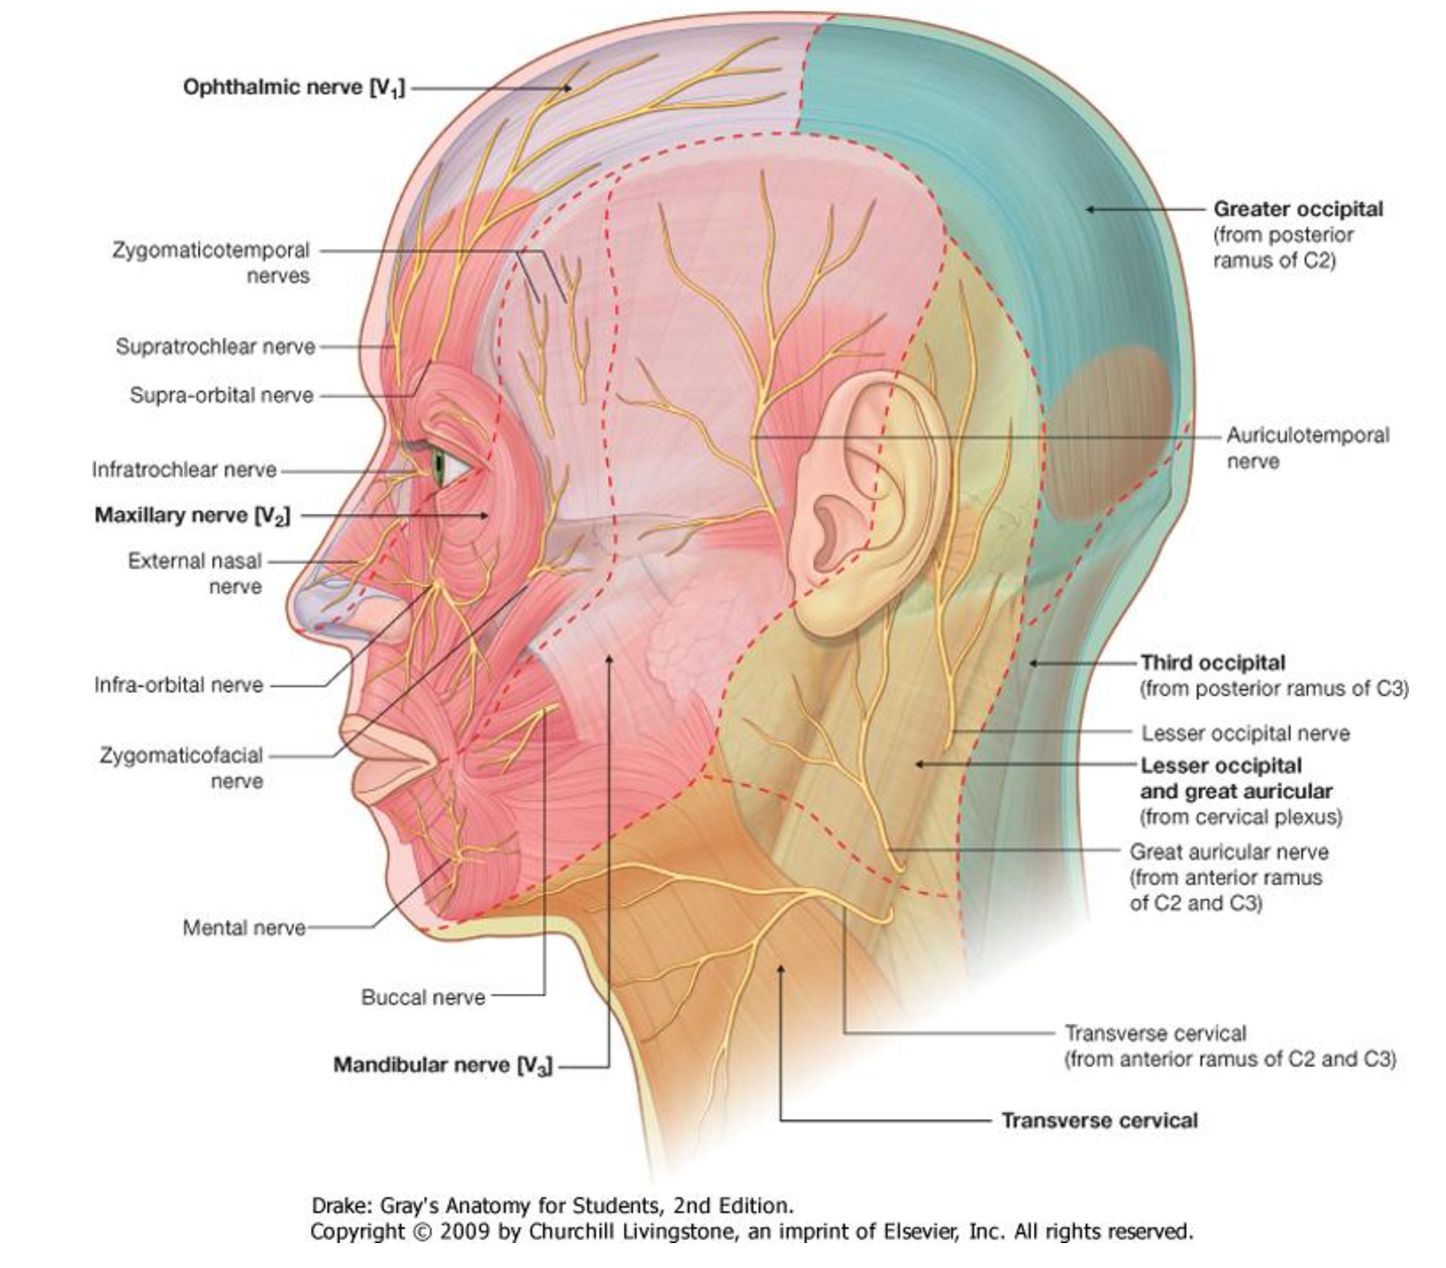 Ophthalmic nerve [V1]
Zygomaticotemporal
nerves
Supratrochlear nerve
Supra-orbital nerve
Infratrochlear nerve
Maxillary nerve [V2]
External nasal
nerve
Infra-orbital nerve
Zygomaticofacial
nerve
Mental nerve
Buccal nerve
Mandibular nerve [V3]
Greater occipital
(from posterior
ramus of C2)
Auriculotemporal
nerve
Third occipital
(from posterior ramus of C3)
Lesser occipital nerve
Lesser occipital
and great auricular
(from cervical plexus)
Great auricular nerve
(from anterior ramus
of C2 and C3)
Transverse cervical
(from anterior ramus of C2 and C3)
Transverse cervical
Drake: Gray's Anatomy for Students, 2nd Edition.
Copyright © 2009 by Churchill Livingstone, an imprint of Elsevier, Inc. All rights reserved.